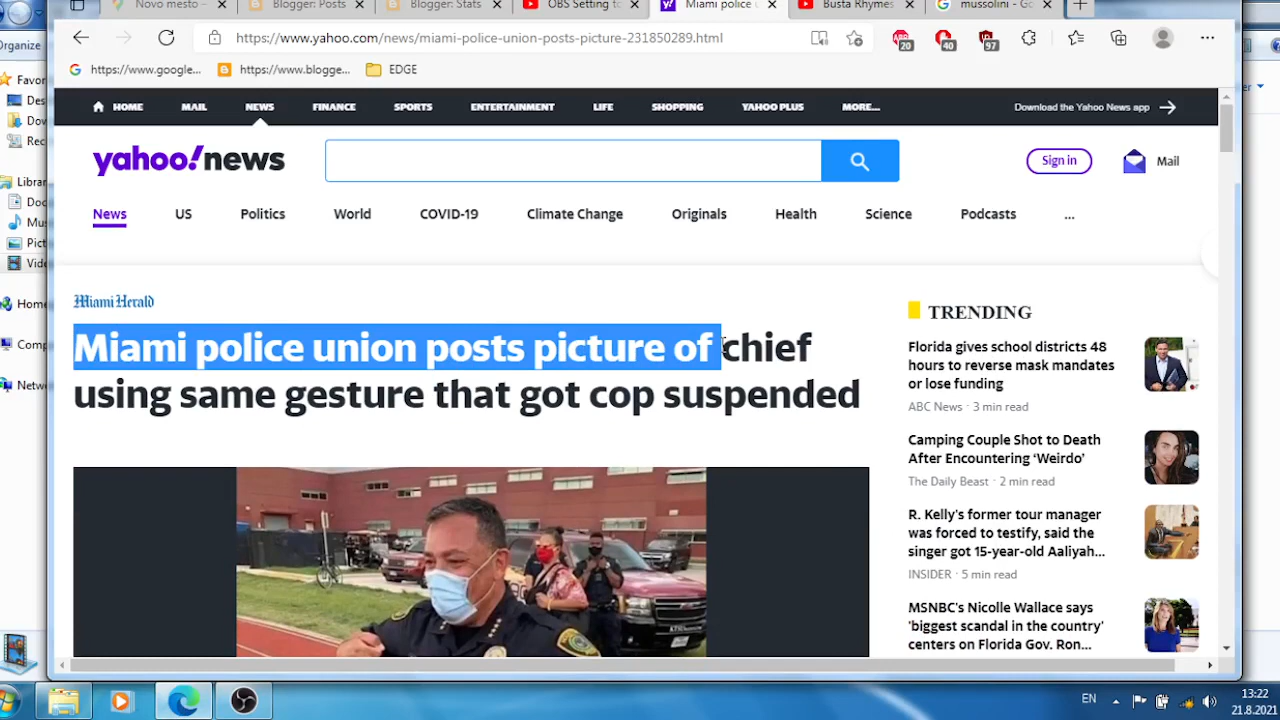 Novo mesto -
Blogger: Posts
Blogger: Stats
OBS Setting to
Miami police
Busta Rhymes
mussolini - Go
https://www.yahoo.com/news/miami-police-union-posts-picture-231850289.html
20
40
97
https://www.google...
https://www.blogge...
EDGE
Organize
HOME
MAIL
NEWS
FINANCE
SPORTS
ENTERTAINMENT
LIFE
SHOPPING
YAHOO PLUS
MORE...
Download the Yahoo News app
yahoo!news
Sign in
Mail
News
US
Politics
World
COVID-19
Climate Change
Originals
Health
Science
Podcasts
...
Miami Herald
Miami police union posts picture of chief
using same gesture that got cop suspended
TRENDING
Florida gives school districts 48
hours to reverse mask mandates
or lose funding
ABC News · 3 min read
Camping Couple Shot to Death
After Encountering ‘Weirdo’
The Daily Beast · 2 min read
R. Kelly's former tour manager
was forced to testify, said the
singer got 15-year-old Aaliyah...
INSIDER · 5 min read
MSNBC's Nicolle Wallace says
'biggest scandal in the country'
centers on Florida Gov. Ron...
EN
13:22
21.8.2021